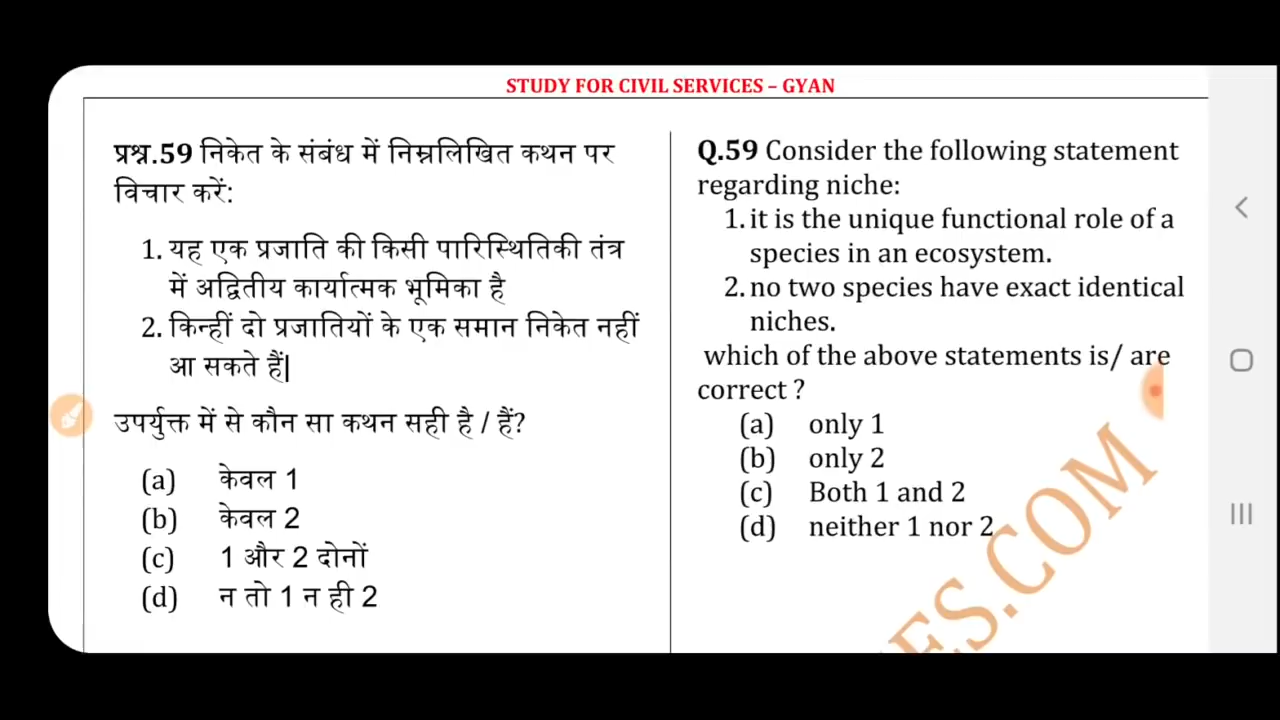 STUDY FOR CIVIL SERVICES – GYAN
प्रश्न.59 निकेत के संबंध में निम्नलिखित कथन पर
विचार करें:
1. यह एक प्रजाति की किसी पारिस्थितिकी तंत्र
में अद्वितीय कार्यात्मक भूमिका है
2. किन्हीं दो प्रजातियों के एक समान निकेत नहीं
आ सकते हैं|
उपर्युक्त में से कौन सा कथन सही है / हैं?
(a) केवल 1
(b) केवल 2
(c) 1 और 2 दोनों
(d) न तो 1 न ही 2
Q.59 Consider the following statement
regarding niche:
1. it is the unique functional role of a
species in an ecosystem.
2. no two species have exact identical
niches.
which of the above statements is/ are
correct ?
(a) only 1
(b) only 2
(c) Both 1 and 2
(d) neither 1 nor 2
ES.COM